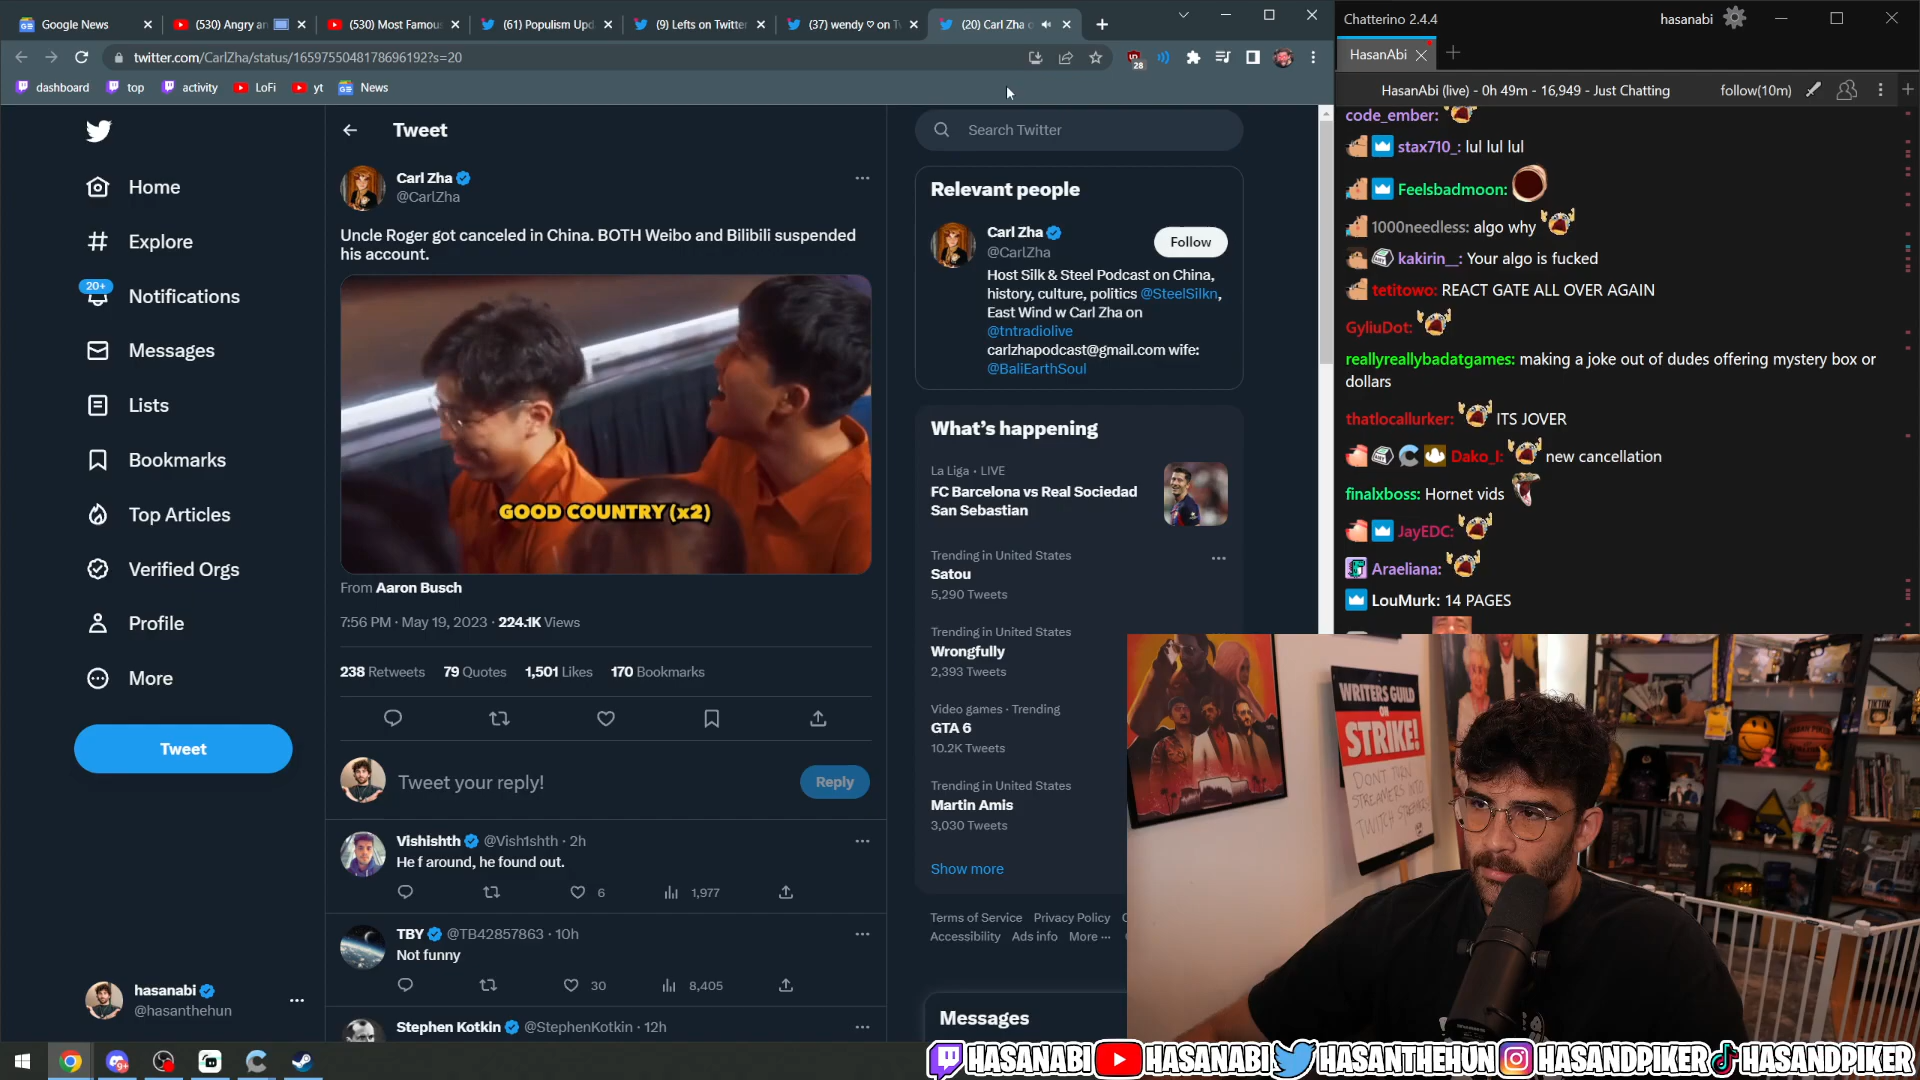 Google News
(530) Angry an
(530) Most Famou
(61) Populism Upd
(9) Lefts on Twitter
(37) wendy ♡ on Tw
(20) Carl Zha o
twitter.com/CarlZha/status/1659755048178696192?s=20
28
dashboard
top
activity
LoFi
yt
News
Home
Explore
20+
Notifications
Messages
Lists
Bookmarks
Top Articles
Verified Orgs
Profile
More
Tweet
hasanabi
@hasanthehun
Tweet
Carl Zha
@CarlZha
Uncle Roger got canceled in China. BOTH Weibo and Bilibili suspended
his account.
GOOD COUNTRY (x2)
From Aaron Busch
7:56 PM · May 19, 2023 · 224.1K Views
238 Retweets 79 Quotes 1,501 Likes 170 Bookmarks
Tweet your reply!
Reply
Vishishth @Vish1shth · 2h
He f around, he found out.
6
1,977
TBY @TB42857863 · 10h
Not funny
30
8,405
Stephen Kotkin @StephenKotkin · 12h
Search Twitter
Relevant people
Carl Zha
@CarlZha
Follow
Host Silk & Steel Podcast on China,
history, culture, politics @SteelSilkn,
East Wind w Carl Zha on
@tntradiolive
carlzhapodcast@gmail.com wife:
@BaliEarthSoul
What's happening
La Liga · LIVE
FC Barcelona vs Real Sociedad
San Sebastian
Trending in United States
Satou
5,290 Tweets
Trending in United States
Wrongfully
2,393 Tweets
Video games · Trending
GTA 6
10.2K Tweets
Trending in United States
Martin Amis
3,030 Tweets
Show more
Terms of Service Privacy Policy
Accessibility Ads info More ···
Messages
Chatterino 2.4.4
hasanabi
HasanAbi
HasanAbi (live) - 0h 49m - 16,949 - Just Chatting
follow(10m)
code_ember:
stax710_: lul lul lul
Feelsbadmoon:
1000needless: algo why
kakirin__: Your algo is fucked
tetitowo: REACT GATE ALL OVER AGAIN
GyliuDot:
reallyreallybadatgames: making a joke out of dudes offering mystery box or
dollars
thatlocallurker: ITS JOVER
Dako_I: new cancellation
finalxboss: Hornet vids
JayEDC:
Araeliana:
LouMurk: 14 PAGES
WRITERS GUILD
ON
STRIKE!
DON'T TURN
STREAMERS INTO
TWITCH
HASANABI
HASANABI
HASANTHEHUN
HASANDPIKER
HASANDPIKER